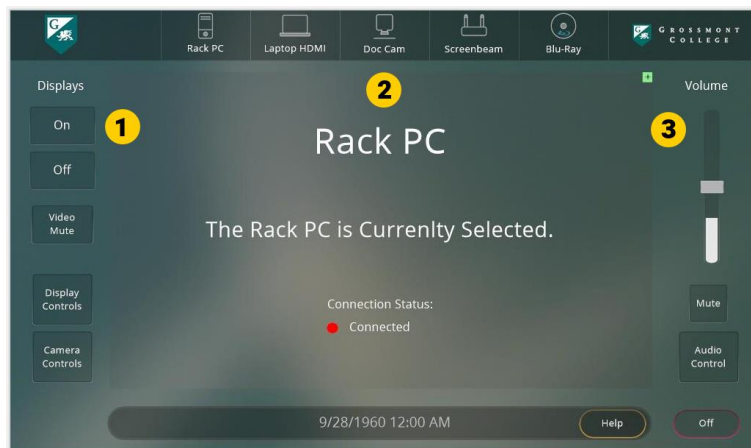 G
Rack PC
Laptop HDMI
Doc Cam
Screenbeam
Blu-Ray
G
GROSSMONT
COLLEGE
Displays
On
Off
Video
Mute
Display
Controls
Camera
Controls
1
2
Rack PC
The Rack PC is Currenlty Selected.
Connection Status:
Connected
+
Volume
3
Mute
Audio
Control
9/28/1960 12:00 AM
Help
Off